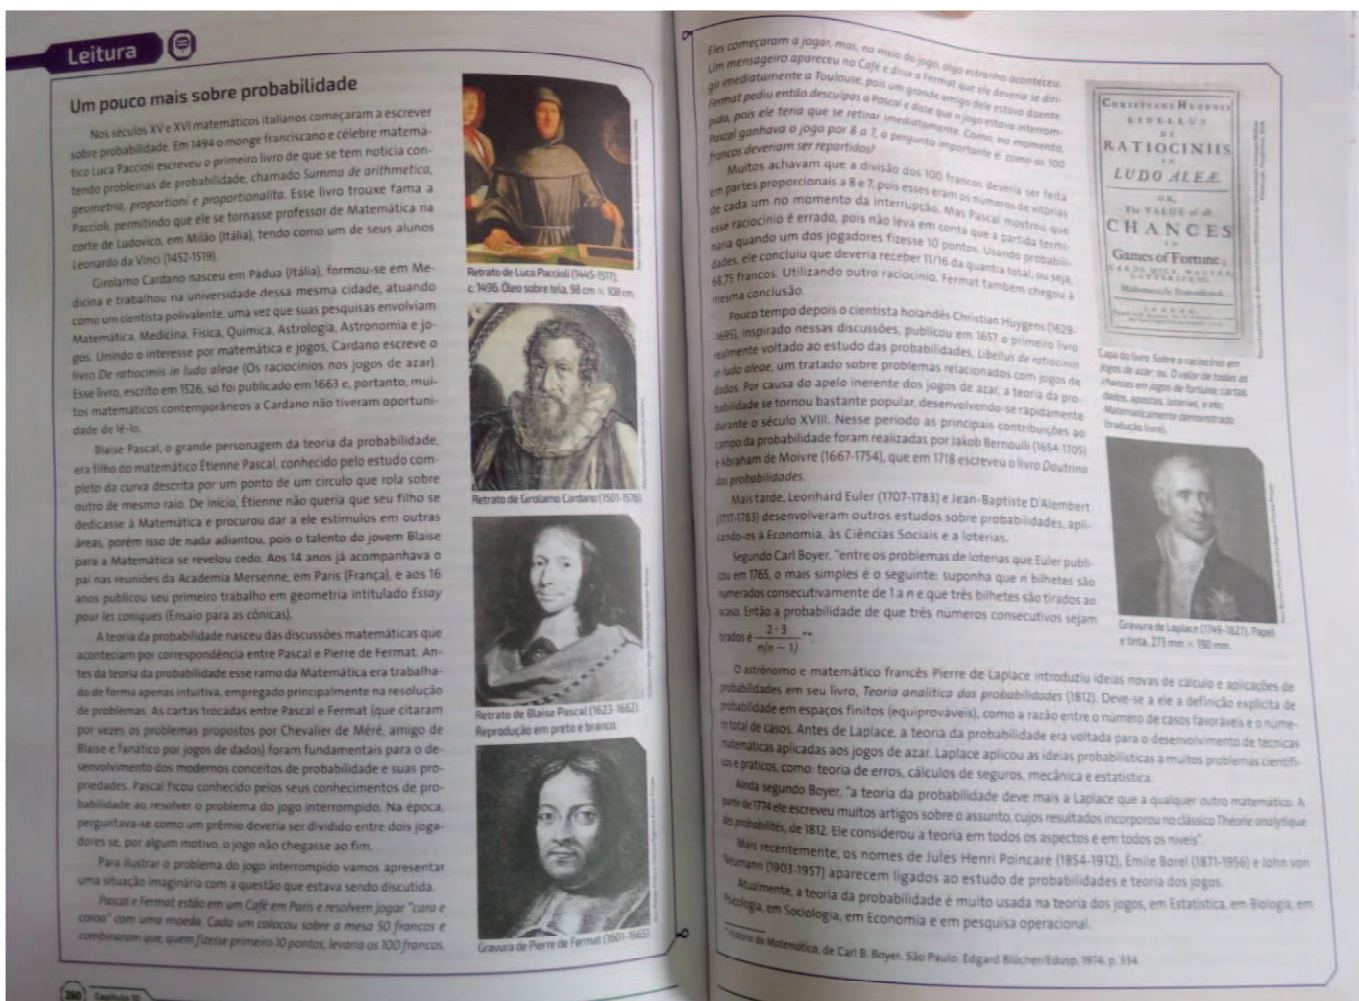 Leitura
Um pouco mais sobre probabilidade
Nos séculos XV e XVI matemáticos italianos começaram a escrever
sobre probabilidade. Em 1494 o monge franciscano e célebre matemá-
tico Luca Paccioli escreveu o primeiro livro de que se tem notícia con-
tendo problemas de probabilidade, chamado Summa de arithmetica,
geometria, proportioni e proportionalita. Esse livro trouxe fama a
Paccioli, permitindo que ele se tornasse professor de Matemática na
corte de Ludovico, em Milão (Itália), tendo como um de seus alunos
Leonardo da Vinci (1452-1519).
Girolamo Cardano nasceu em Pádua (Itália), formou-se em Me-
dicina e trabalhou na universidade dessa mesma cidade, atuando
como um cientista polivalente, uma vez que suas pesquisas envolviam
Matemática, Medicina, Física, Química, Astrologia, Astronomia e jo-
gos. Unindo o interesse por matemática e jogos, Cardano escreve o
livro De ratiociniis in ludo aleae (Os raciocínios nos jogos de azar).
Esse livro, escrito em 1526, só foi publicado em 1663 e, portanto, mui-
tos matemáticos contemporâneos a Cardano não tiveram oportuni-
dade de lê-lo.
Blaise Pascal, o grande personagem da teoria da probabilidade,
era filho do matemático Étienne Pascal, conhecido pelo estudo com-
pleto da curva descrita por um ponto de um círculo que rola sobre
outro de mesmo raio. De início, Étienne não queria que seu filho se
dedicasse à Matemática e procurou dar a ele estímulos em outras
áreas, porém isso de nada adiantou, pois o talento do jovem Blaise
para a Matemática se revelou cedo. Aos 14 anos já acompanhava o
pai nas reuniões da Academia Mersenne, em Paris (França), e aos 16
anos publicou seu primeiro trabalho em geometria intitulado Essay
pour les coniques (Ensaio para as cônicas).
A teoria da probabilidade nasceu das discussões matemáticas que
aconteciam por correspondência entre Pascal e Pierre de Fermat. An-
tes da teoria da probabilidade esse ramo da Matemática era trabalha-
do de forma apenas intuitiva, empregado principalmente na resolução
de problemas. As cartas trocadas entre Pascal e Fermat (que citaram
por vezes os problemas propostos por Chevalier de Méré, amigo de
Blaise e fanático por jogos de dados) foram fundamentais para o de-
senvolvimento dos modernos conceitos de probabilidade e suas pro-
priedades. Pascal ficou conhecido pelos seus conhecimentos de pro-
babilidade ao resolver o problema do jogo interrompido. Na época,
perguntava-se como um prêmio deveria ser dividido entre dois joga-
dores se, por algum motivo, o jogo não chegasse ao fim.
Para ilustrar o problema do jogo interrompido vamos apresentar
uma situação imaginária com a questão que estava sendo discutida.
Pascal e Fermat estão em um Café em Paris e resolvem jogar "cara e
coroa" com uma moeda. Cada um colocou sobre a mesa 50 francos e
combinaram que, quem fizesse primeiro 10 pontos, levaria os 100 francos.
Retrato de Luca Paccioli (1445-1517),
c. 1496. Óleo sobre tela, 98 cm × 108 cm.
Retrato de Girolamo Cardano (1501-1576).
Retrato de Blaise Pascal (1623-1662).
Reprodução em preto e branco.
Gravura de Pierre de Fermat (1601-1665).
260 Capítulo 10
Eles começaram a jogar, mas, no meio do jogo, algo estranho aconteceu.
Um mensageiro apareceu no Café e disse a Fermat que ele deveria se diri-
gir imediatamente a Toulouse, pois um grande amigo dele estava doente.
Fermat pediu então desculpas a Pascal e disse que o jogo estava interrom-
pido, pois ele teria que se retirar imediatamente. Como, no momento,
Pascal ganhava o jogo por 8 a 7, a pergunta importante é: como os 100
francos deveriam ser repartidos?
Muitos achavam que a divisão dos 100 francos deveria ser feita
em partes proporcionais a 8 e 7, pois esses eram os números de vitórias
de cada um no momento da interrupção. Mas Pascal mostrou que
esse raciocínio é errado, pois não leva em conta que a partida termi-
naria quando um dos jogadores fizesse 10 pontos. Usando probabili-
dades, ele concluiu que deveria receber 11/16 da quantia total, ou seja,
68,75 francos. Utilizando outro raciocínio, Fermat também chegou à
mesma conclusão.
Pouco tempo depois o cientista holandês Christian Huygens (1629-
-1695), inspirado nessas discussões, publicou em 1657 o primeiro livro
realmente voltado ao estudo das probabilidades, Libellus de ratiociniis
in ludo aleae, um tratado sobre problemas relacionados com jogos de
dados. Por causa do apelo inerente dos jogos de azar, a teoria da pro-
babilidade se tornou bastante popular, desenvolvendo-se rapidamente
durante o século XVIII. Nesse período as principais contribuições ao
campo da probabilidade foram realizadas por Jakob Bernoulli (1654-1705)
e Abraham de Moivre (1667-1754), que em 1718 escreveu o livro Doutrina
das probabilidades.
Mais tarde, Leonhard Euler (1707-1783) e Jean-Baptiste D'Alembert
(1717-1783) desenvolveram outros estudos sobre probabilidades, apli-
cando-os à Economia, às Ciências Sociais e a loterias.
Segundo Carl Boyer, "entre os problemas de loterias que Euler publi-
cou em 1765, o mais simples é o seguinte: suponha que n bilhetes são
numerados consecutivamente de 1 a n e que três bilhetes são tirados ao
acaso. Então a probabilidade de que três números consecutivos sejam
tirados é 2 · 3 / n(n − 1) "*.
O astrônomo e matemático francês Pierre de Laplace introduziu ideias novas de cálculo e aplicações de
probabilidades em seu livro, Teoria analítica das probabilidades (1812). Deve-se a ele a definição explícita de
probabilidade em espaços finitos (equiprováveis), como a razão entre o número de casos favoráveis e o núme-
ro total de casos. Antes de Laplace, a teoria da probabilidade era voltada para o desenvolvimento de técnicas
matemáticas aplicadas aos jogos de azar. Laplace aplicou as ideias probabilísticas a muitos problemas científi-
cos e práticos, como: teoria de erros, cálculos de seguros, mecânica e estatística.
Ainda segundo Boyer, "a teoria da probabilidade deve mais a Laplace que a qualquer outro matemático. A
partir de 1774 ele escreveu muitos artigos sobre o assunto, cujos resultados incorporou no clássico Théorie analytique
des probabilités, de 1812. Ele considerou a teoria em todos os aspectos e em todos os níveis".
Mais recentemente, os nomes de Jules Henri Poincaré (1854-1912), Émile Borel (1871-1956) e John von
Neumann (1903-1957) aparecem ligados ao estudo de probabilidades e teoria dos jogos.
Atualmente, a teoria da probabilidade é muito usada na teoria dos jogos, em Estatística, em Biologia, em
Psicologia, em Sociologia, em Economia e em pesquisa operacional.
* História da Matemática, de Carl B. Boyer. São Paulo: Edgard Blücher/Edusp, 1974. p. 334.
CHRISTIANI HUGENII
LIBELLUS
DE
RATIOCINIIS
IN
LUDO ALEÆ.
OR,
The VALUE of all
CHANCES
IN
Games of Fortune;
CARDS, DICE, WAGERS,
LOTTERIES, &c.
Mathematically Demonstrated.
LONDON:
Capa do livro Sobre o raciocínio em
jogos de azar; ou, O valor de todas as
chances em jogos de fortuna; cartas,
dados, apostas, loterias, e etc;
Matematicamente demonstrado
(tradução livre).
Gravura de Laplace (1749-1827). Papel
e tinta, 273 mm × 190 mm.